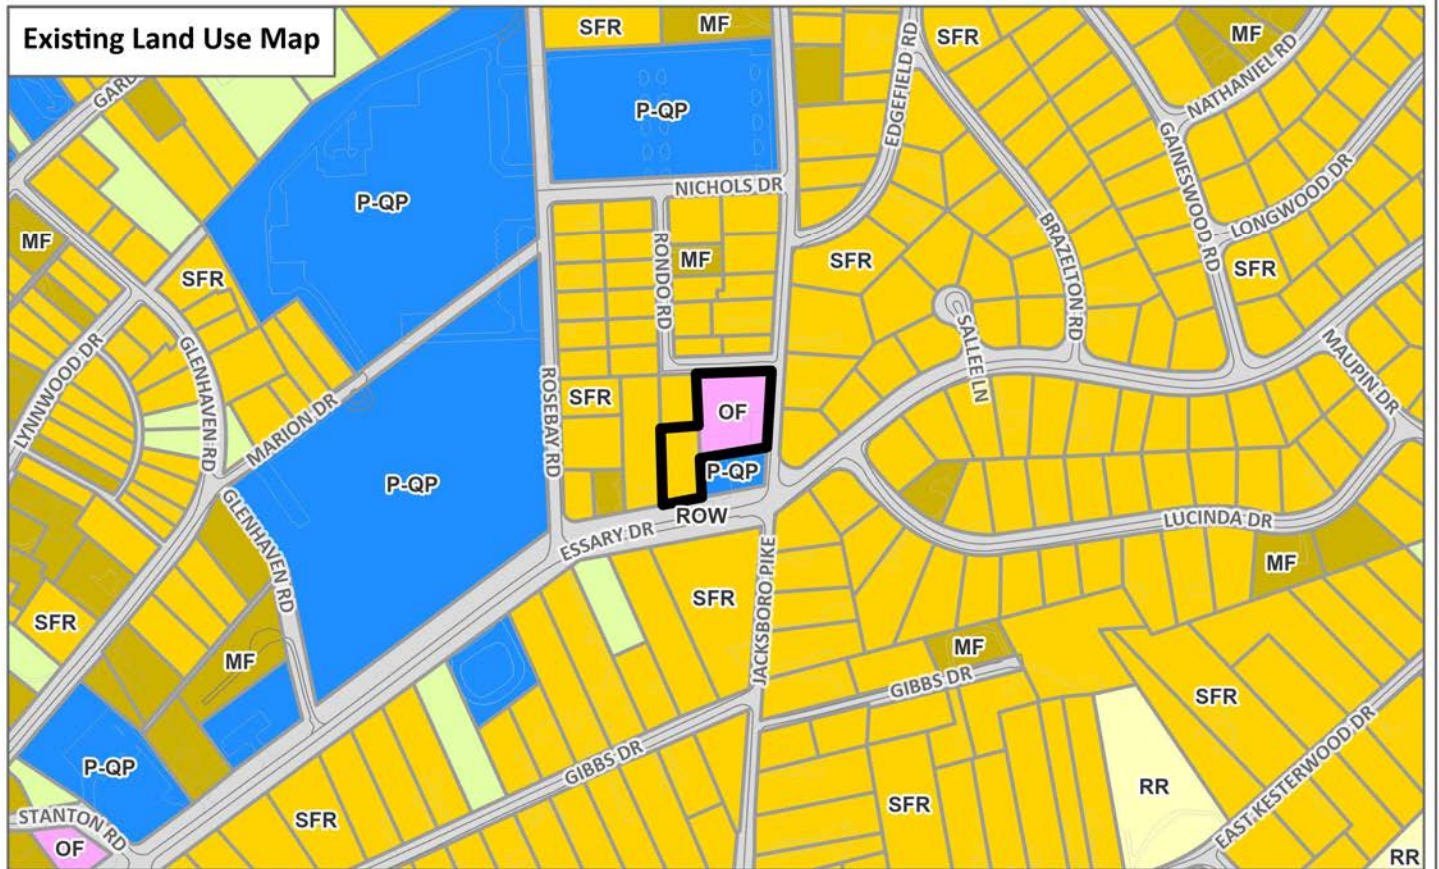 Existing Land Use Map
SFR
MF
SFR
MF
EDGEFIELD RD
NATHANIEL RD
P-QP
GAINESWOOD RD
LONGWOOD DR
NICHOLS DR
P-QP
MF
SFR
RONDO RD
MF
SFR
BRAZELTON RD
SFR
SALLEE LN
LYNNWOOD DR
GLENHAVEN RD
MARION DR
ROSEBAY RD
SFR
OF
MAUPIN DR
P-QP
P-QP
ROW
ESSARY DR
LUCINDA DR
GLENHAVEN RD
JACKSBORO PIKE
SFR
MF
SFR
MF
MF
GIBBS DR
SFR
GIBBS DR
P-QP
RR
EAST KESTERWOOD DR
SFR
SFR
STANTON RD
OF
RR